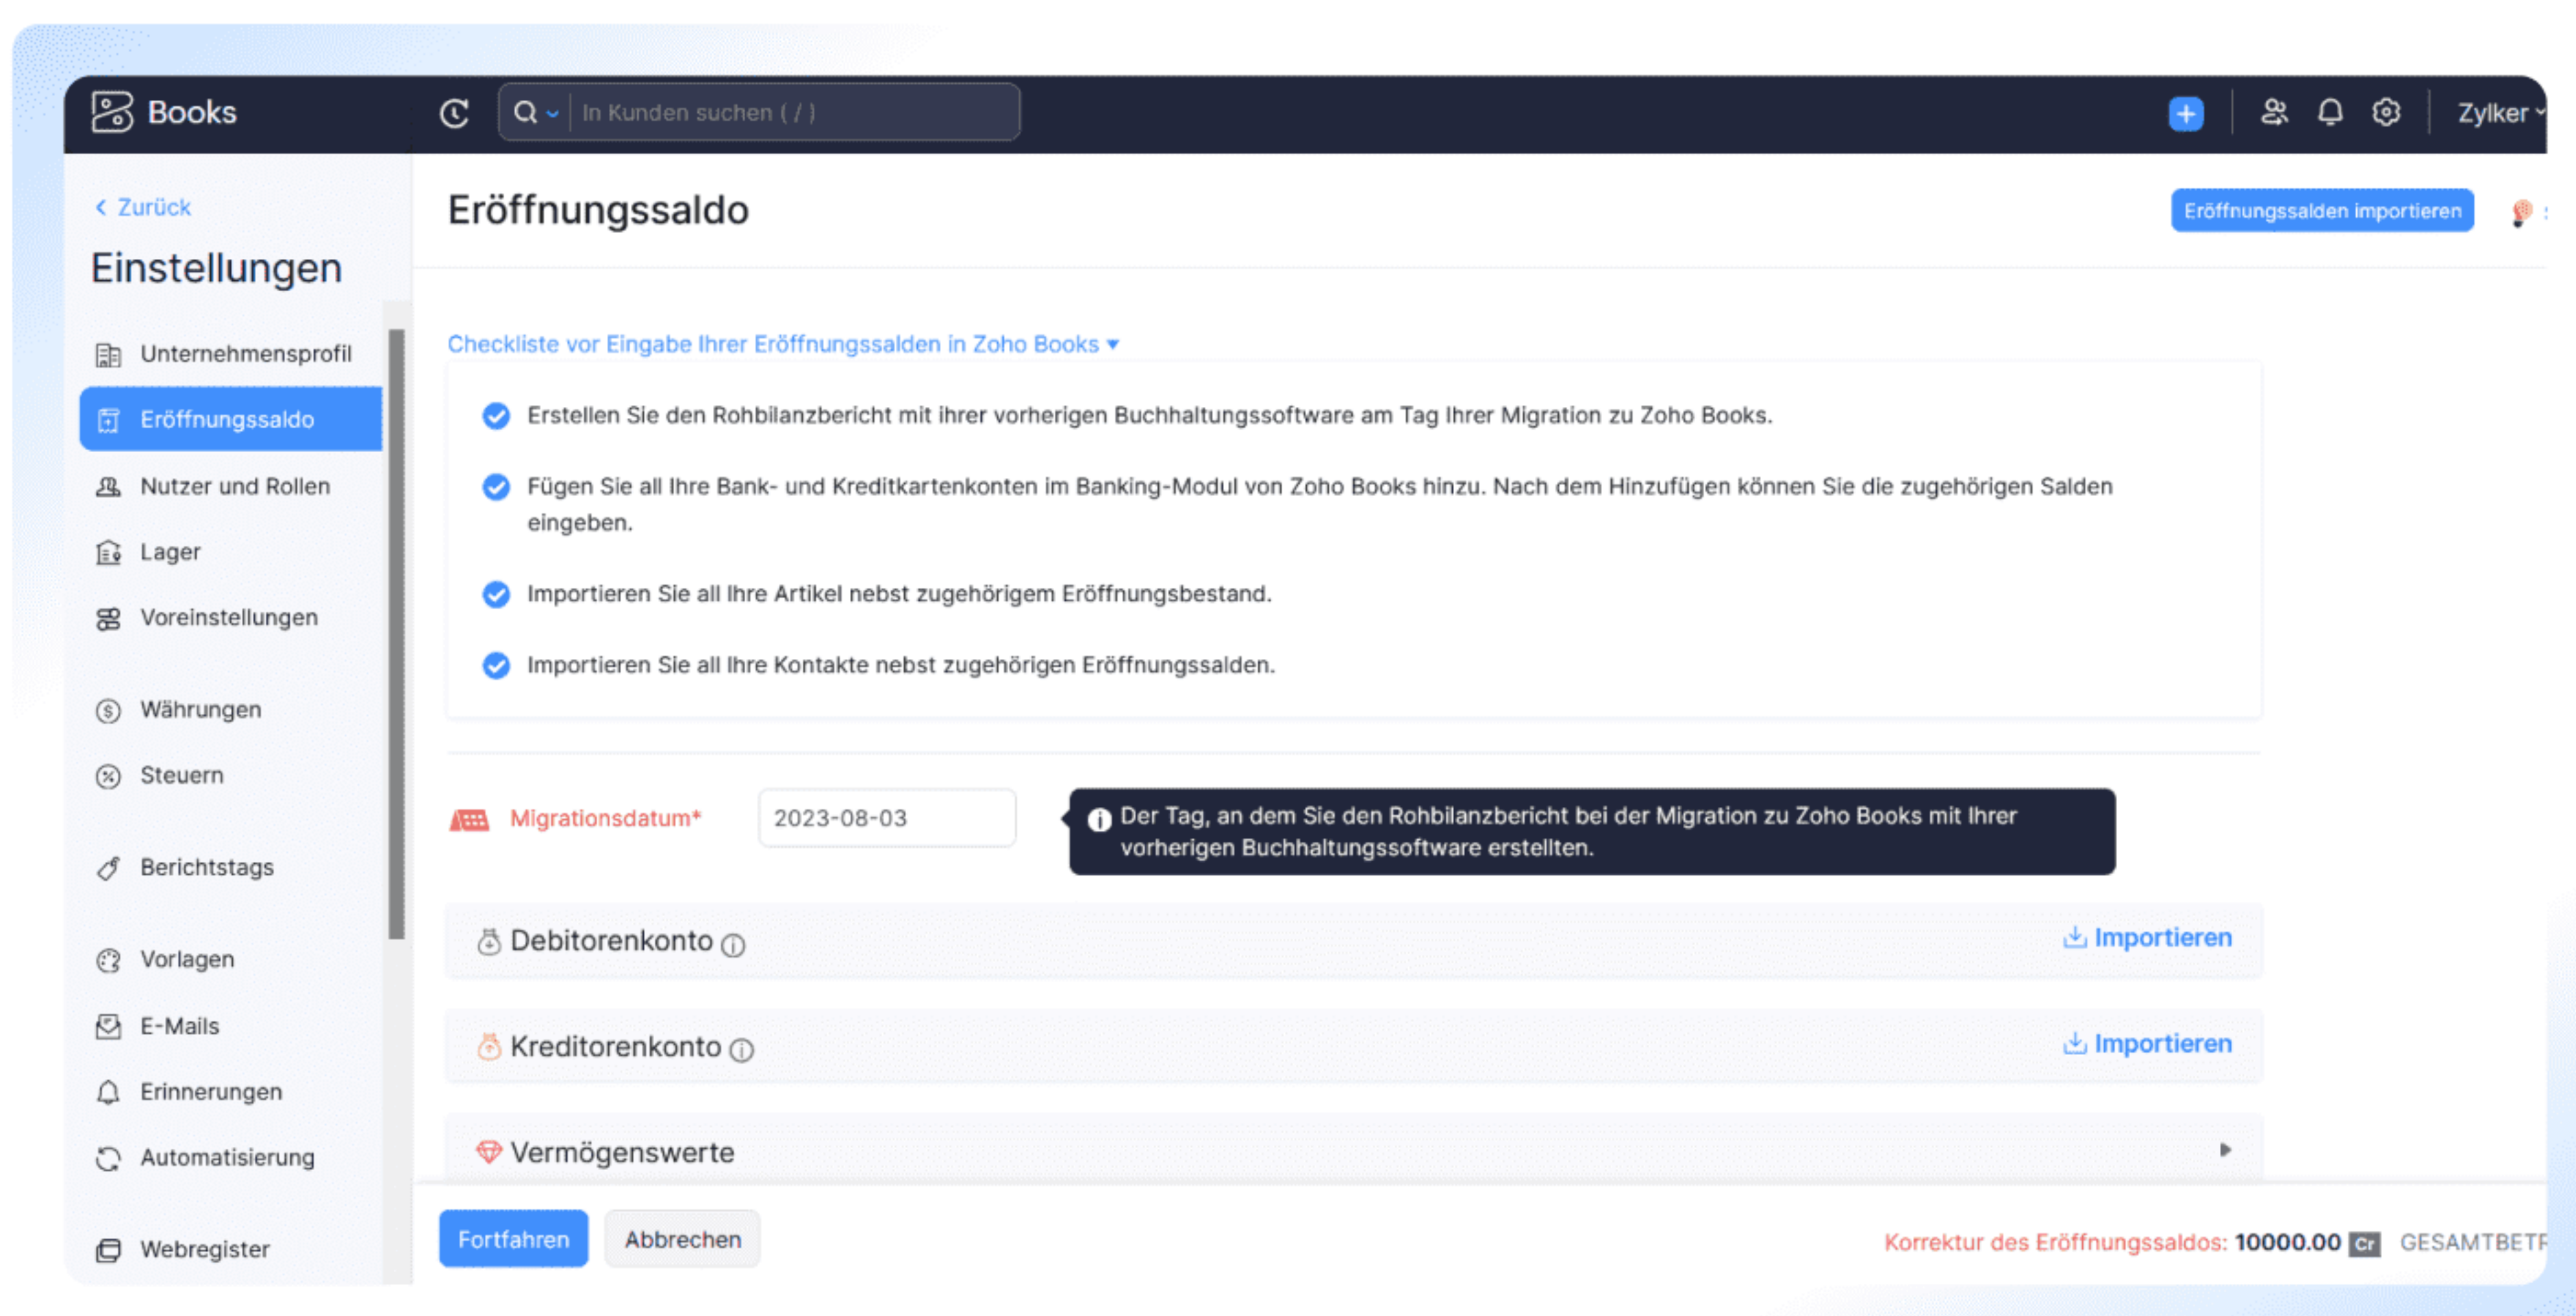 Books
In Kunden suchen ( / )
Zylker
Zurück
Einstellungen
Unternehmensprofil
Eröffnungssaldo
Nutzer und Rollen
Lager
Voreinstellungen
Währungen
Steuern
Berichtstags
Vorlagen
E-Mails
Erinnerungen
Automatisierung
Webregister
Eröffnungssaldo
Eröffnungssalden importieren
Checkliste vor Eingabe Ihrer Eröffnungssalden in Zoho Books
Erstellen Sie den Rohbilanzbericht mit ihrer vorherigen Buchhaltungssoftware am Tag Ihrer Migration zu Zoho Books.
Fügen Sie all Ihre Bank- und Kreditkartenkonten im Banking-Modul von Zoho Books hinzu. Nach dem Hinzufügen können Sie die zugehörigen Salden
eingeben.
Importieren Sie all Ihre Artikel nebst zugehörigem Eröffnungsbestand.
Importieren Sie all Ihre Kontakte nebst zugehörigen Eröffnungssalden.
Migrationsdatum*
2023-08-03
Der Tag, an dem Sie den Rohbilanzbericht bei der Migration zu Zoho Books mit Ihrer
vorherigen Buchhaltungssoftware erstellten.
Debitorenkonto
Importieren
Kreditorenkonto
Importieren
Vermögenswerte
Fortfahren
Abbrechen
Korrektur des Eröffnungssaldos: 10000.00 Cr